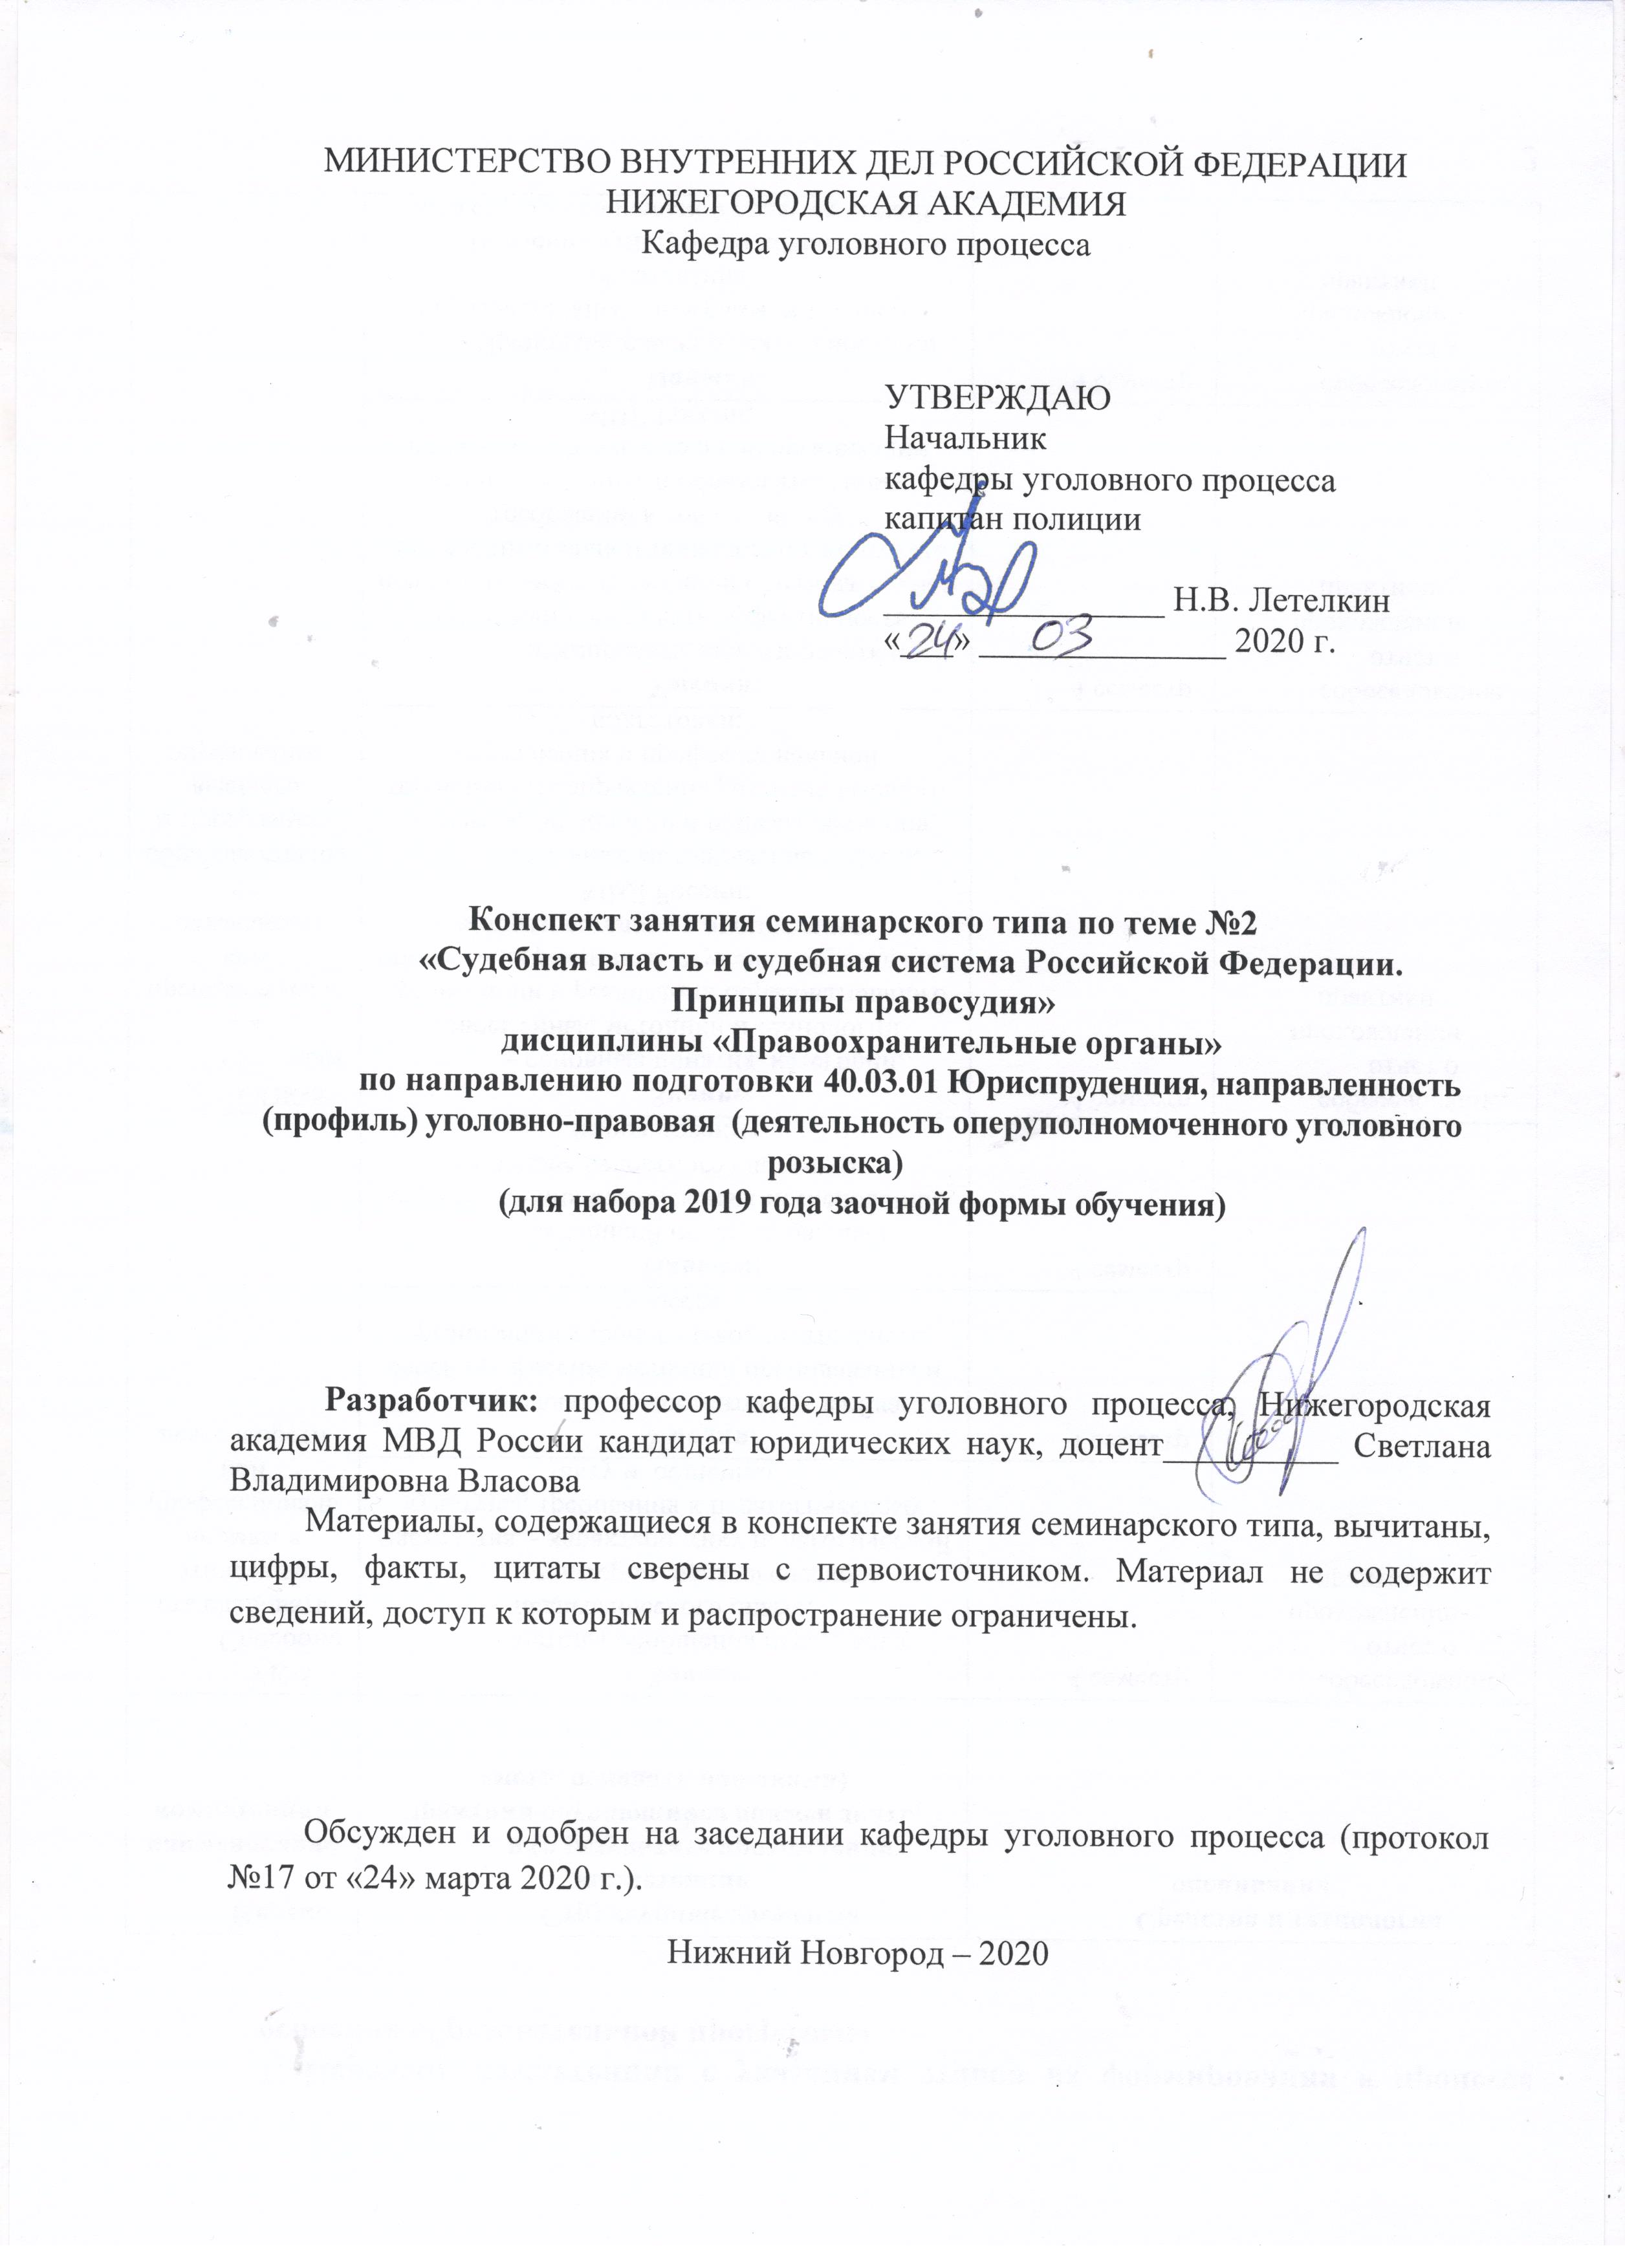 МИНИСТЕРСТВО ВНУТРЕННИХ ДЕЛ РОССИЙСКОЙ ФЕДЕРАЦИИ
НИЖЕГОРОДСКАЯ АКАДЕМИЯ
Кафедра уголовного процесса
УТВЕРЖДАЮ
Начальник
кафедры уголовного процесса
капитан полиции
________________ Н.В. Летелкин
«24» 03 2020 г.
Конспект занятия семинарского типа по теме №2
«Судебная власть и судебная система Российской Федерации.
Принципы правосудия»
дисциплины «Правоохранительные органы»
по направлению подготовки 40.03.01 Юриспруденция, направленность
(профиль) уголовно-правовая (деятельность оперуполномоченного уголовного
розыска)
(для набора 2019 года заочной формы обучения)
Разработчик: профессор кафедры уголовного процесса, Нижегородская
академия МВД России кандидат юридических наук, доцент__________ Светлана
Владимировна Власова
Материалы, содержащиеся в конспекте занятия семинарского типа, вычитаны,
цифры, факты, цитаты сверены с первоисточником. Материал не содержит
сведений, доступ к которым и распространение ограничены.
Обсужден и одобрен на заседании кафедры уголовного процесса (протокол
№17 от «24» марта 2020 г.).
Нижний Новгород – 2020